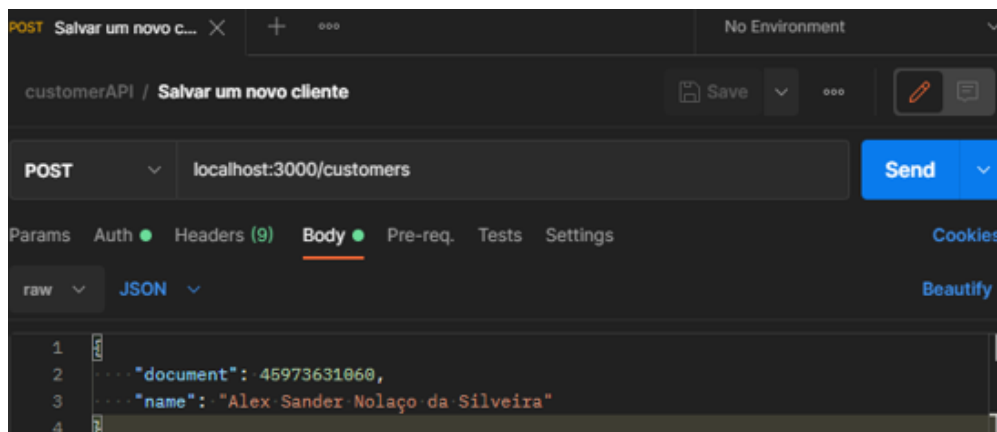 POST Salvar um novo c... No Environment
customerAPI / Salvar um novo cliente Save
POST localhost:3000/customers Send
Params Auth Headers (9) Body Pre-req. Tests Settings Cookies
raw JSON Beautify
1 {
2 "document": 45973631060,
3 "name": "Alex Sander Nolaço da Silveira"
4 }